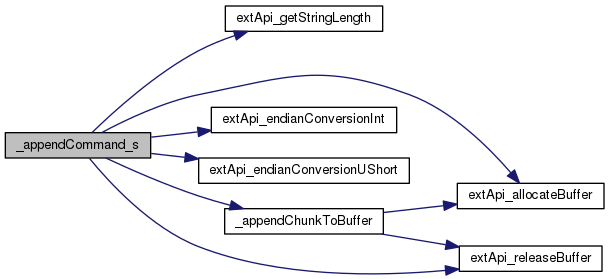 extApi_getStringLength
extApi_endianConversionInt
_appendCommand_s
extApi_endianConversionUShort
extApi_allocateBuffer
_appendChunkToBuffer
extApi_releaseBuffer